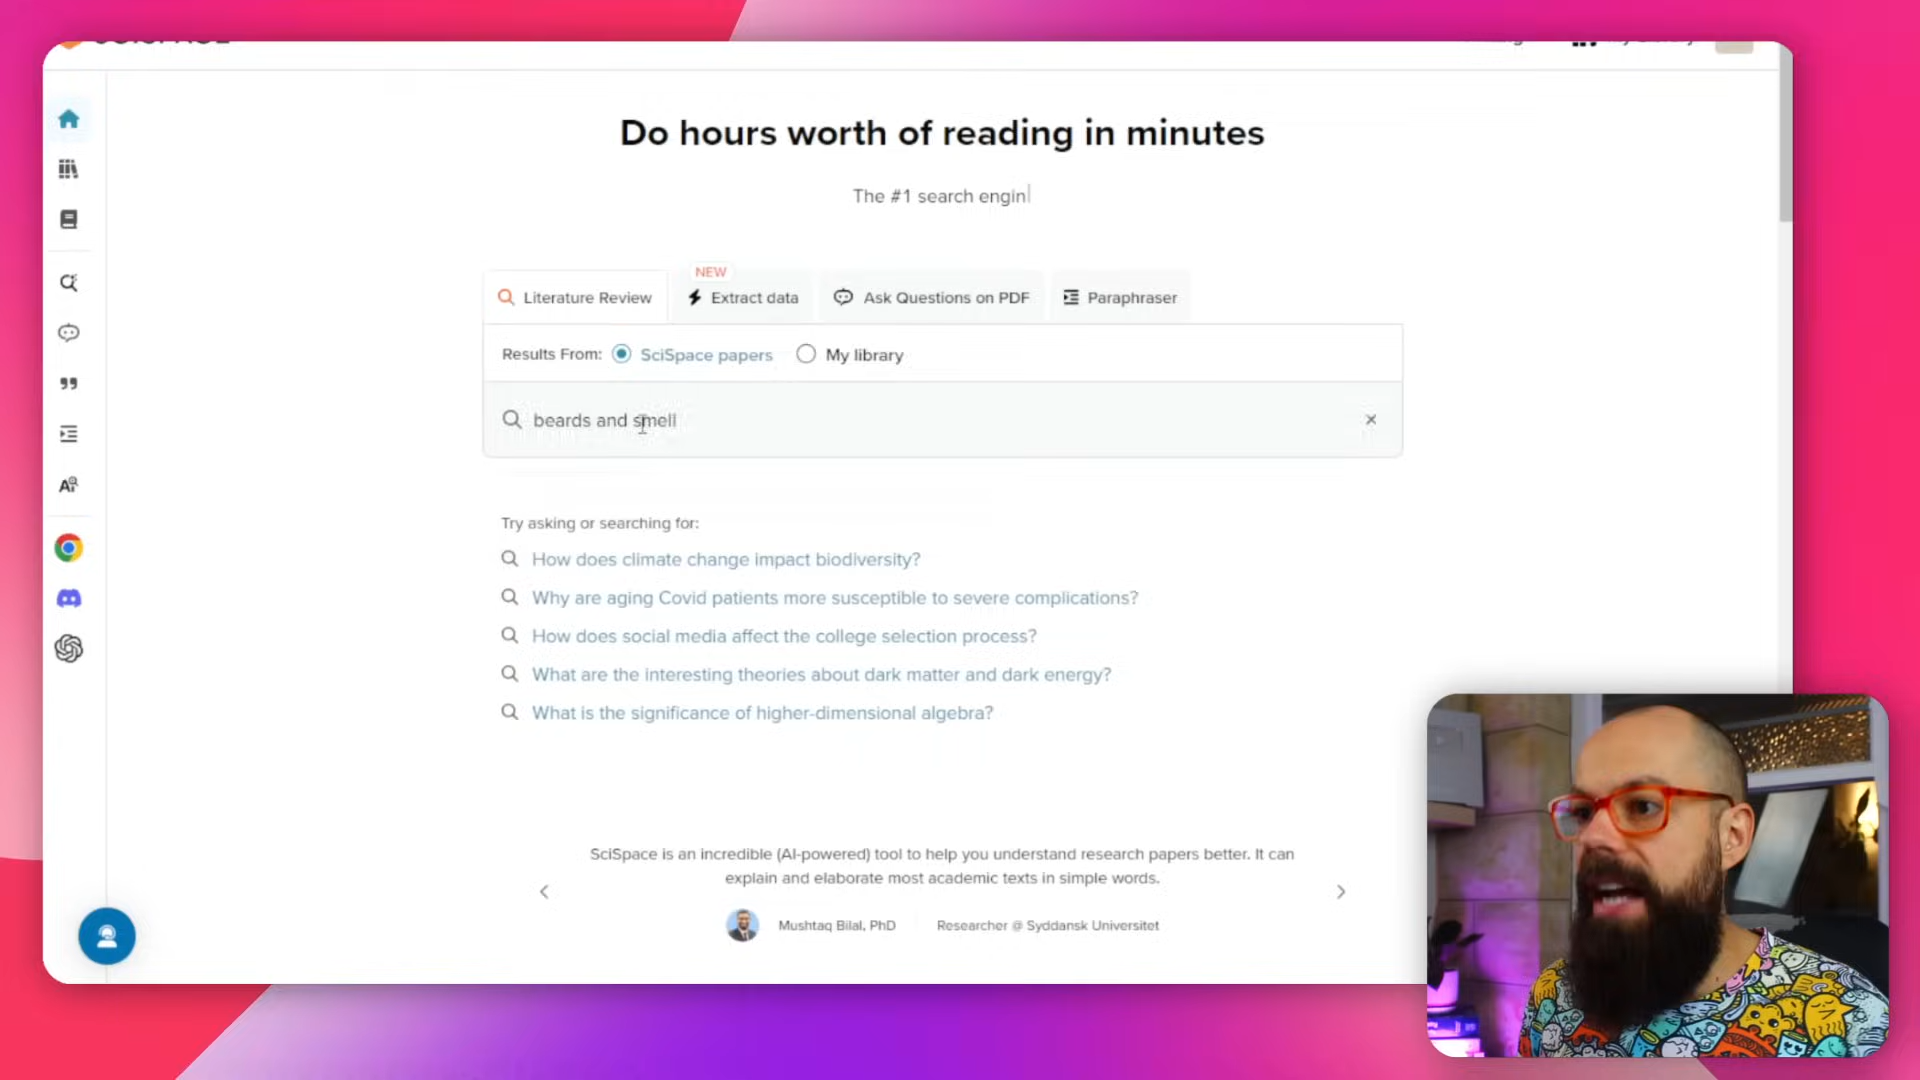 Do hours worth of reading in minutes
The #1 search engin
NEW
Literature Review
Extract data
Ask Questions on PDF
Paraphraser
Results From:
SciSpace papers
My library
beards and smell
Try asking or searching for:
How does climate change impact biodiversity?
Why are aging Covid patients more susceptible to severe complications?
How does social media affect the college selection process?
What are the interesting theories about dark matter and dark energy?
What is the significance of higher-dimensional algebra?
SciSpace is an incredible (AI-powered) tool to help you understand research papers better. It can
explain and elaborate most academic texts in simple words.
Mushtaq Bilal, PhD
Researcher @ Syddansk Universitet